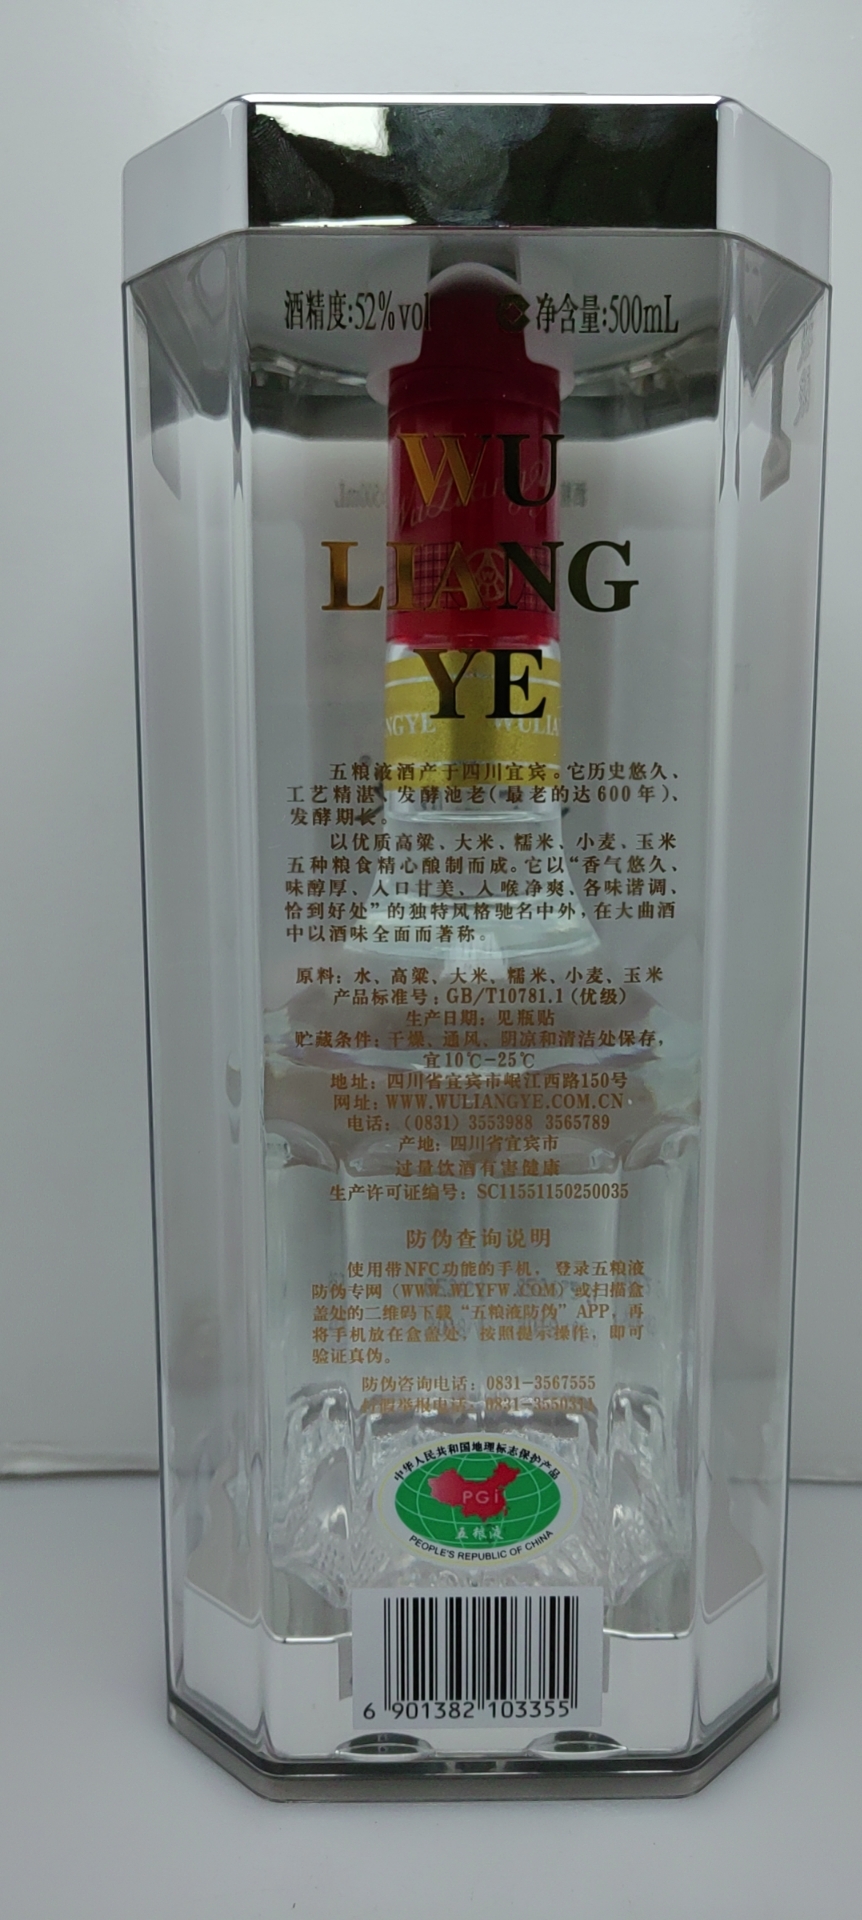 酒精度:52%vol
净含量:500mL
WU
LIANG
YE
NGYE WULIA
五粮液酒产于四川宜宾。它历史悠久、
工艺精湛、发酵池老(最老的达600年)、
发酵期长。
以优质高粱、大米、糯米、小麦、玉米
五种粮食精心酿制而成。它以“香气悠久、
味醇厚、入口甘美、入喉净爽、各味谐调、
恰到好处”的独特风格驰名中外,在大曲酒
中以酒味全面而著称。
原料:水、高粱、大米、糯米、小麦、玉米
产品标准号:GB/T10781.1(优级)
生产日期:见瓶贴
贮藏条件:干燥、通风、阴凉和清洁处保存,
宜10℃-25℃
地址:四川省宜宾市岷江西路150号
网址:WWW.WULIANGYE.COM.CN
电话:(0831) 3553988 3565789
产地:四川省宜宾市
过量饮酒有害健康
生产许可证编号:SC11551150250035
防伪查询说明
使用带NFC功能的手机,登录五粮液
防伪专网(WWW.WLYFW.COM)或扫描盒
盖处的二维码下载“五粮液防伪”APP,再
将手机放在盒盖处,按照提示操作,即可
验证真伪。
防伪咨询电话:0831-3567555
打假举报电话:
中华人民共和国地理标志保护产品
PGI
五粮液
PEOPLE'S REPUBLIC OF CHINA
6 901382 103355